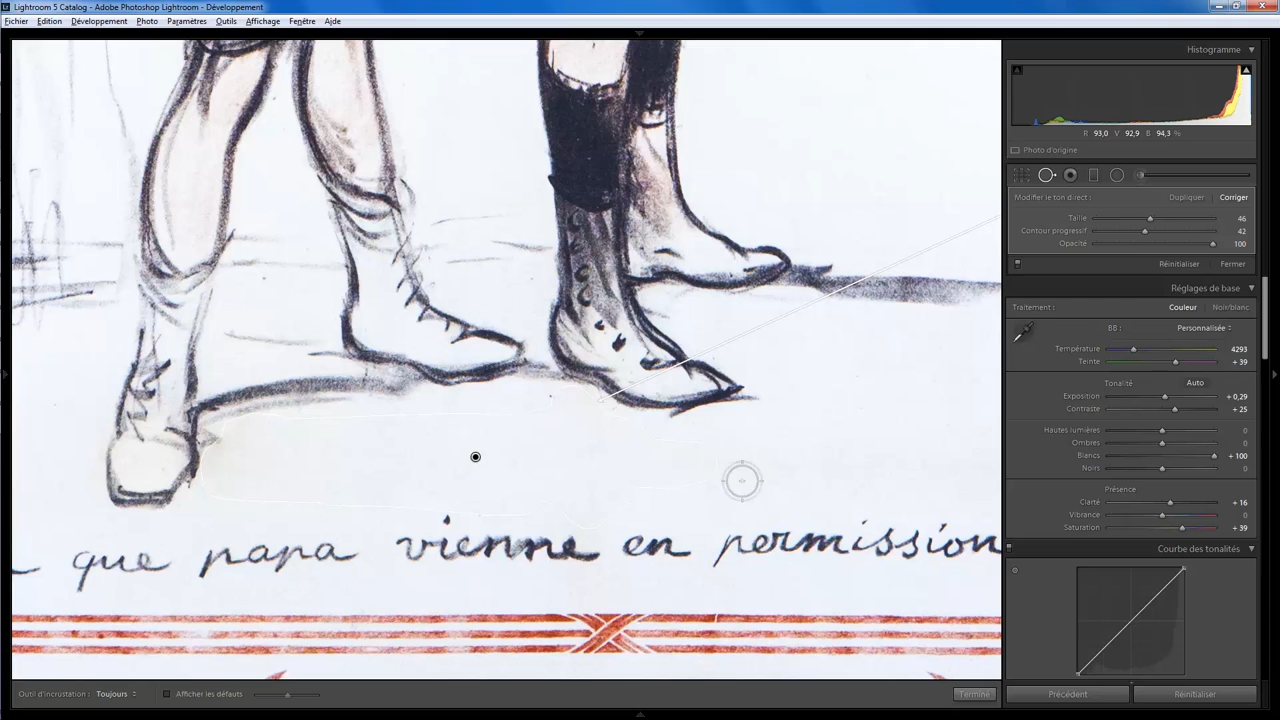 Lightroom 5 Catalog - Adobe Photoshop Lightroom - Développement
Fichier Edition Développement Photo Paramètres Outils Affichage Fenêtre Aide
Histogramme
R 93,0 V 92,9 B 94,3 %
Photo d'origine
Modifier le ton direct : Dupliquer Corriger
Taille 46
Contour progressif 42
Opacité 100
Réinitialiser Fermer
Réglages de base
Traitement : Couleur Noir/blanc
BB : Personnalisée
Température 4293
Teinte + 39
Tonalité Auto
Exposition + 0,29
Contraste + 25
Hautes lumières 0
Ombres 0
Blancs + 100
Noirs 0
Présence
Clarté + 16
Vibrance 0
Saturation + 39
Courbe des tonalités
que papa vienne en permission
Outil d'incrustation : Toujours Afficher les défauts Terminé
Précédent Réinitialiser